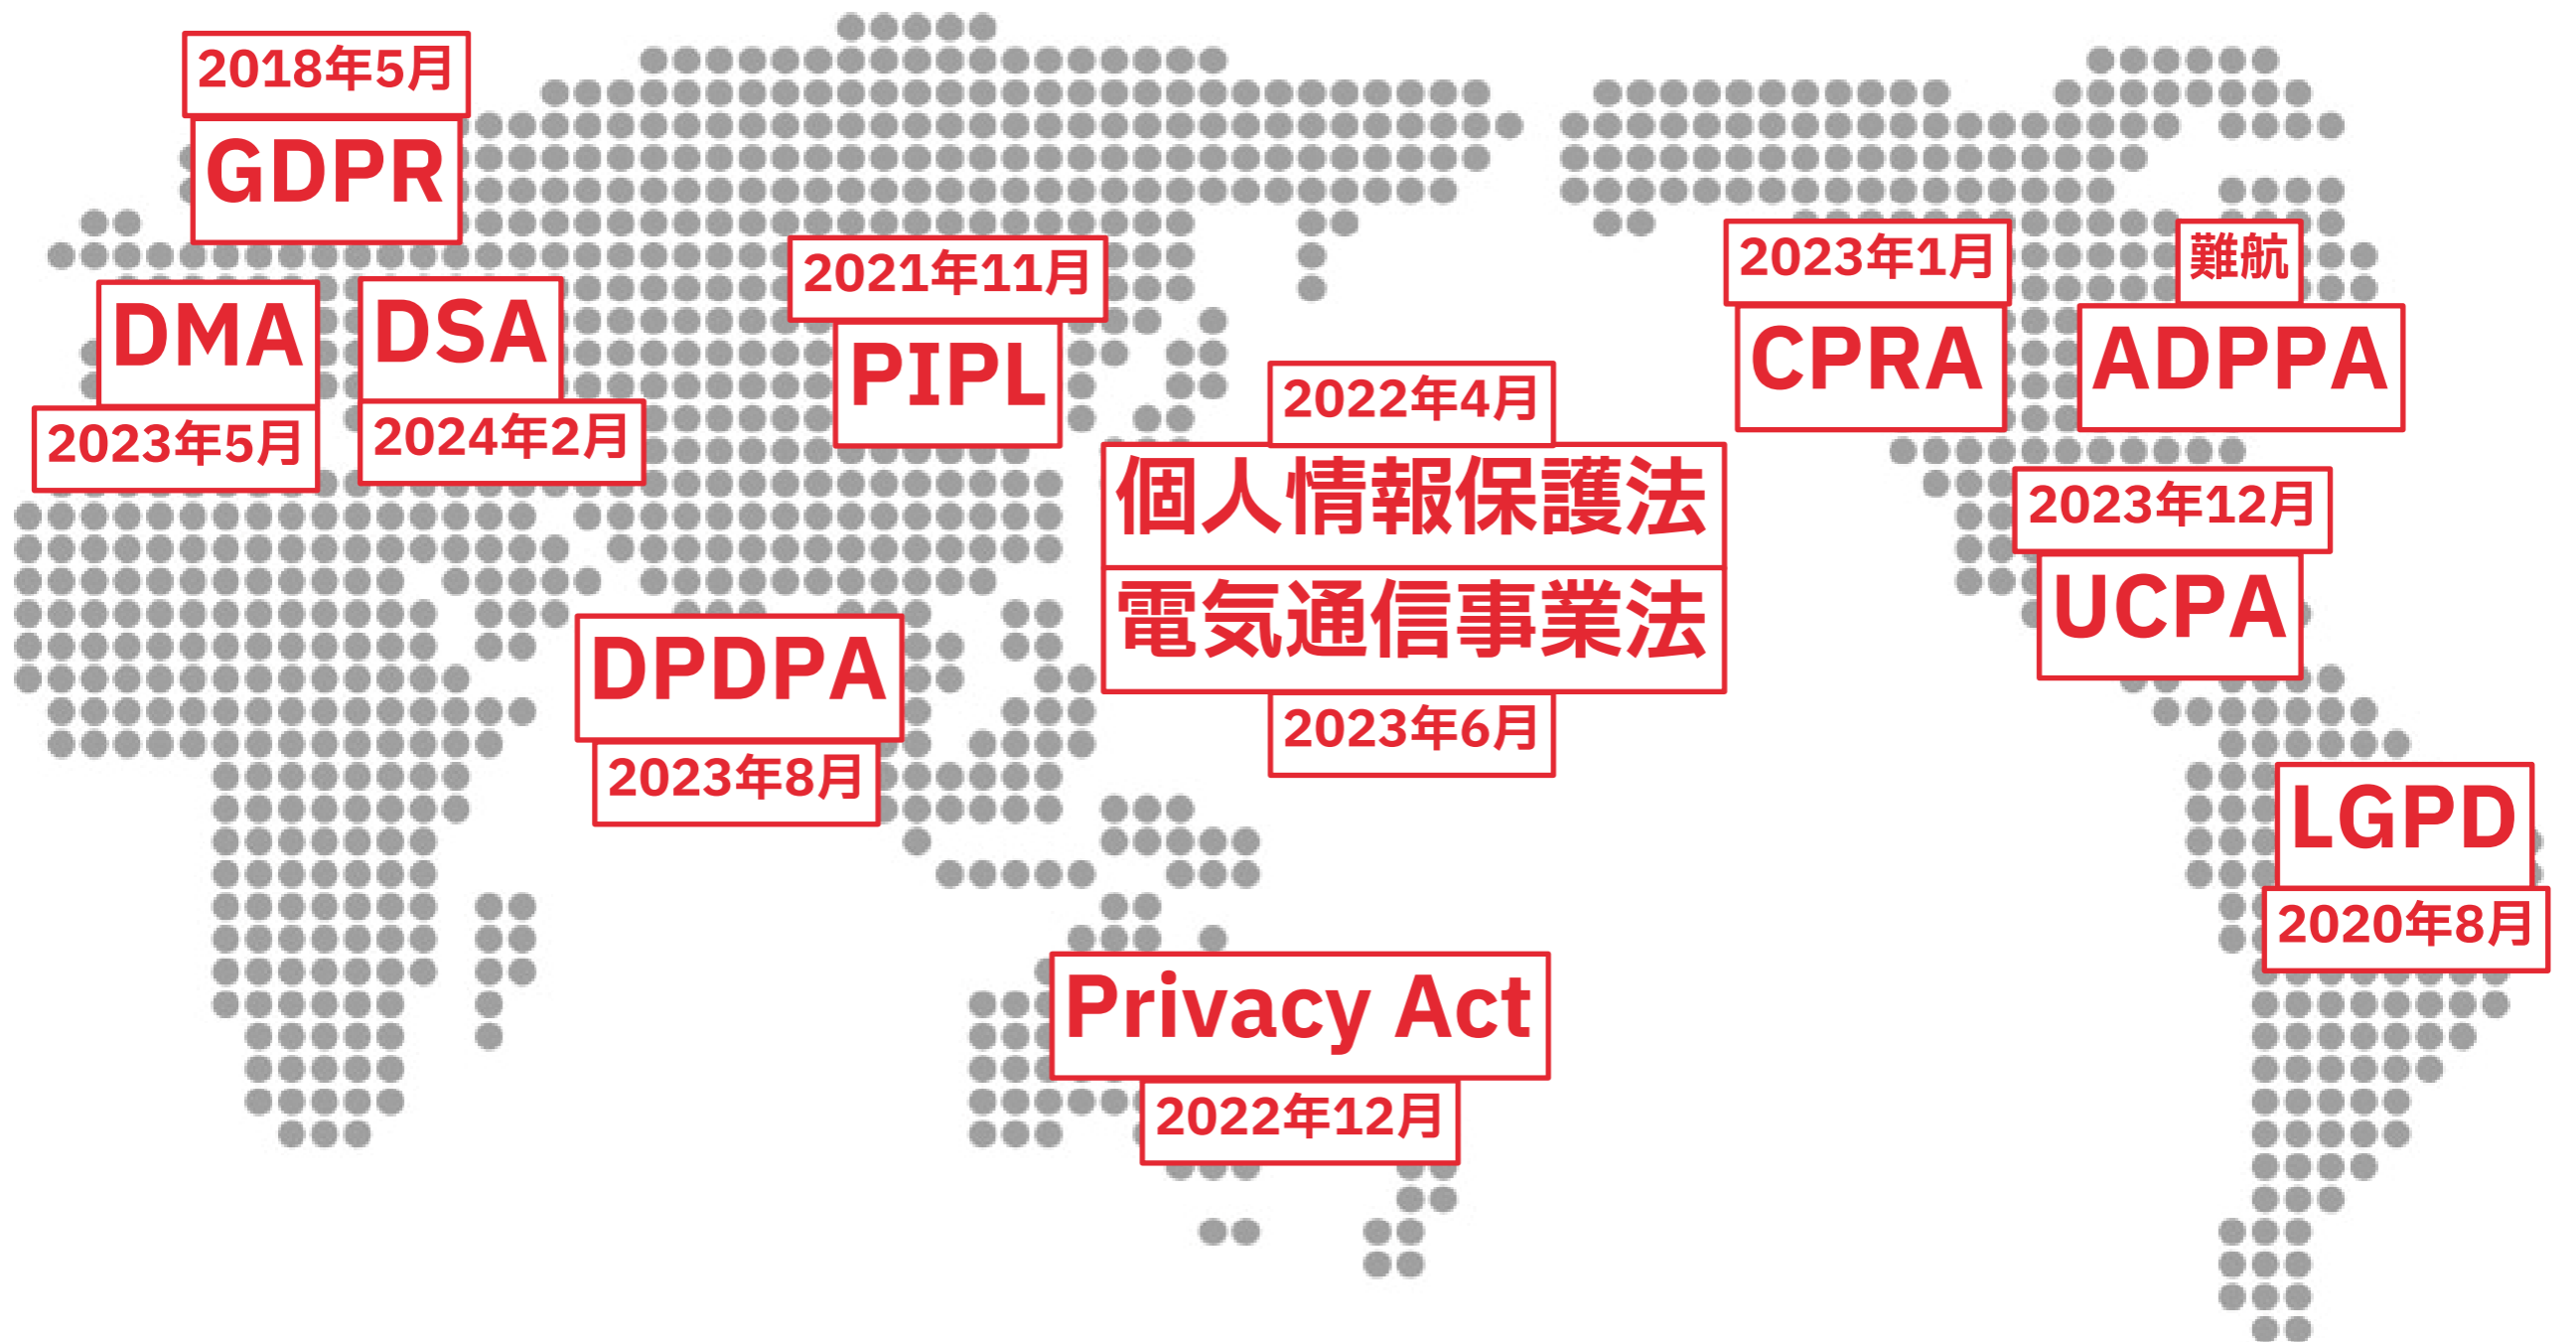 2018年5月
GDPR
DMA
2023年5月
DSA
2024年2月
2021年11月
PIPL
DPDPA
2023年8月
2022年4月
個人情報保護法
電気通信事業法
2023年6月
Privacy Act
2022年12月
2023年1月
CPRA
難航
ADPPA
2023年12月
UCPA
LGPD
2020年8月